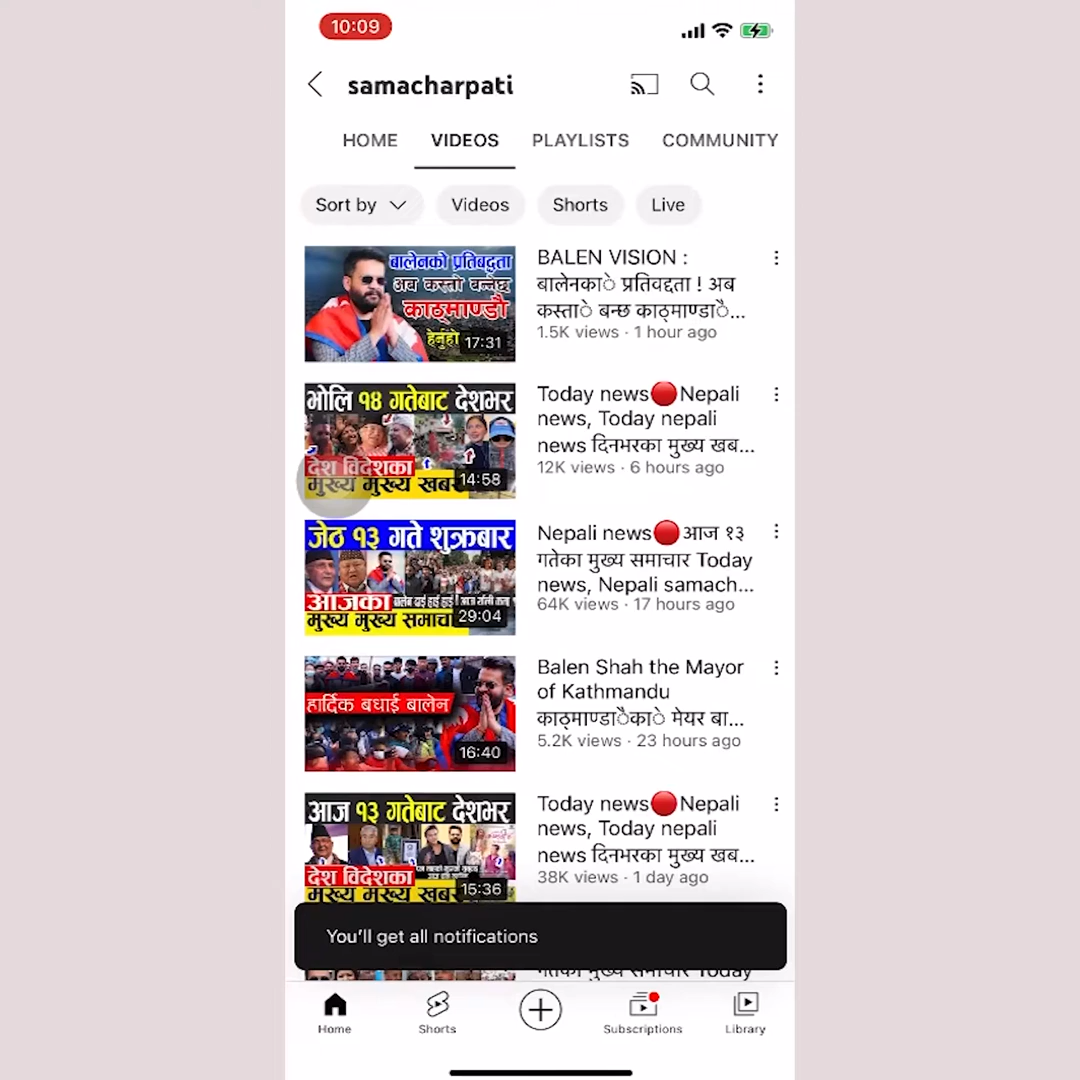 10:09
samacharpati
HOME VIDEOS PLAYLISTS COMMUNITY
Sort by Videos Shorts Live
बालेनको प्रतिबद्दता
अब कस्तो बन्नेछ
काठ्माण्डौ
हेर्नुहो
17:31
BALEN VISION :
बालेनकाे प्रतिवद्दता ! अब
कस्ताे बन्छ काठ्माण्डाै...
1.5K views · 1 hour ago
भोलि १४ गतेबाट देशभर
देश विदेशका
मुख्य मुख्य खबर
14:58
Today news🔴Nepali
news, Today nepali
news दिनभरका मुख्य खब...
12K views · 6 hours ago
जेठ १३ गते शुक्रबार
आजका
मुख्य मुख्य समाचा
29:04
Nepali news🔴आज १३
गतेका मुख्य समाचार Today
news, Nepali samach...
64K views · 17 hours ago
हार्दिक बधाई बालेन
16:40
Balen Shah the Mayor
of Kathmandu
काठ्माण्डाैकाे मेयर बा...
5.2K views · 23 hours ago
आज १३ गतेबाट देशभर
देश विदेशका
मुख्य मुख्य खबर
15:36
Today news🔴Nepali
news, Today nepali
news दिनभरका मुख्य खब...
38K views · 1 day ago
You'll get all notifications
गतेका मुख्य समाचार Today
Home Shorts Subscriptions Library